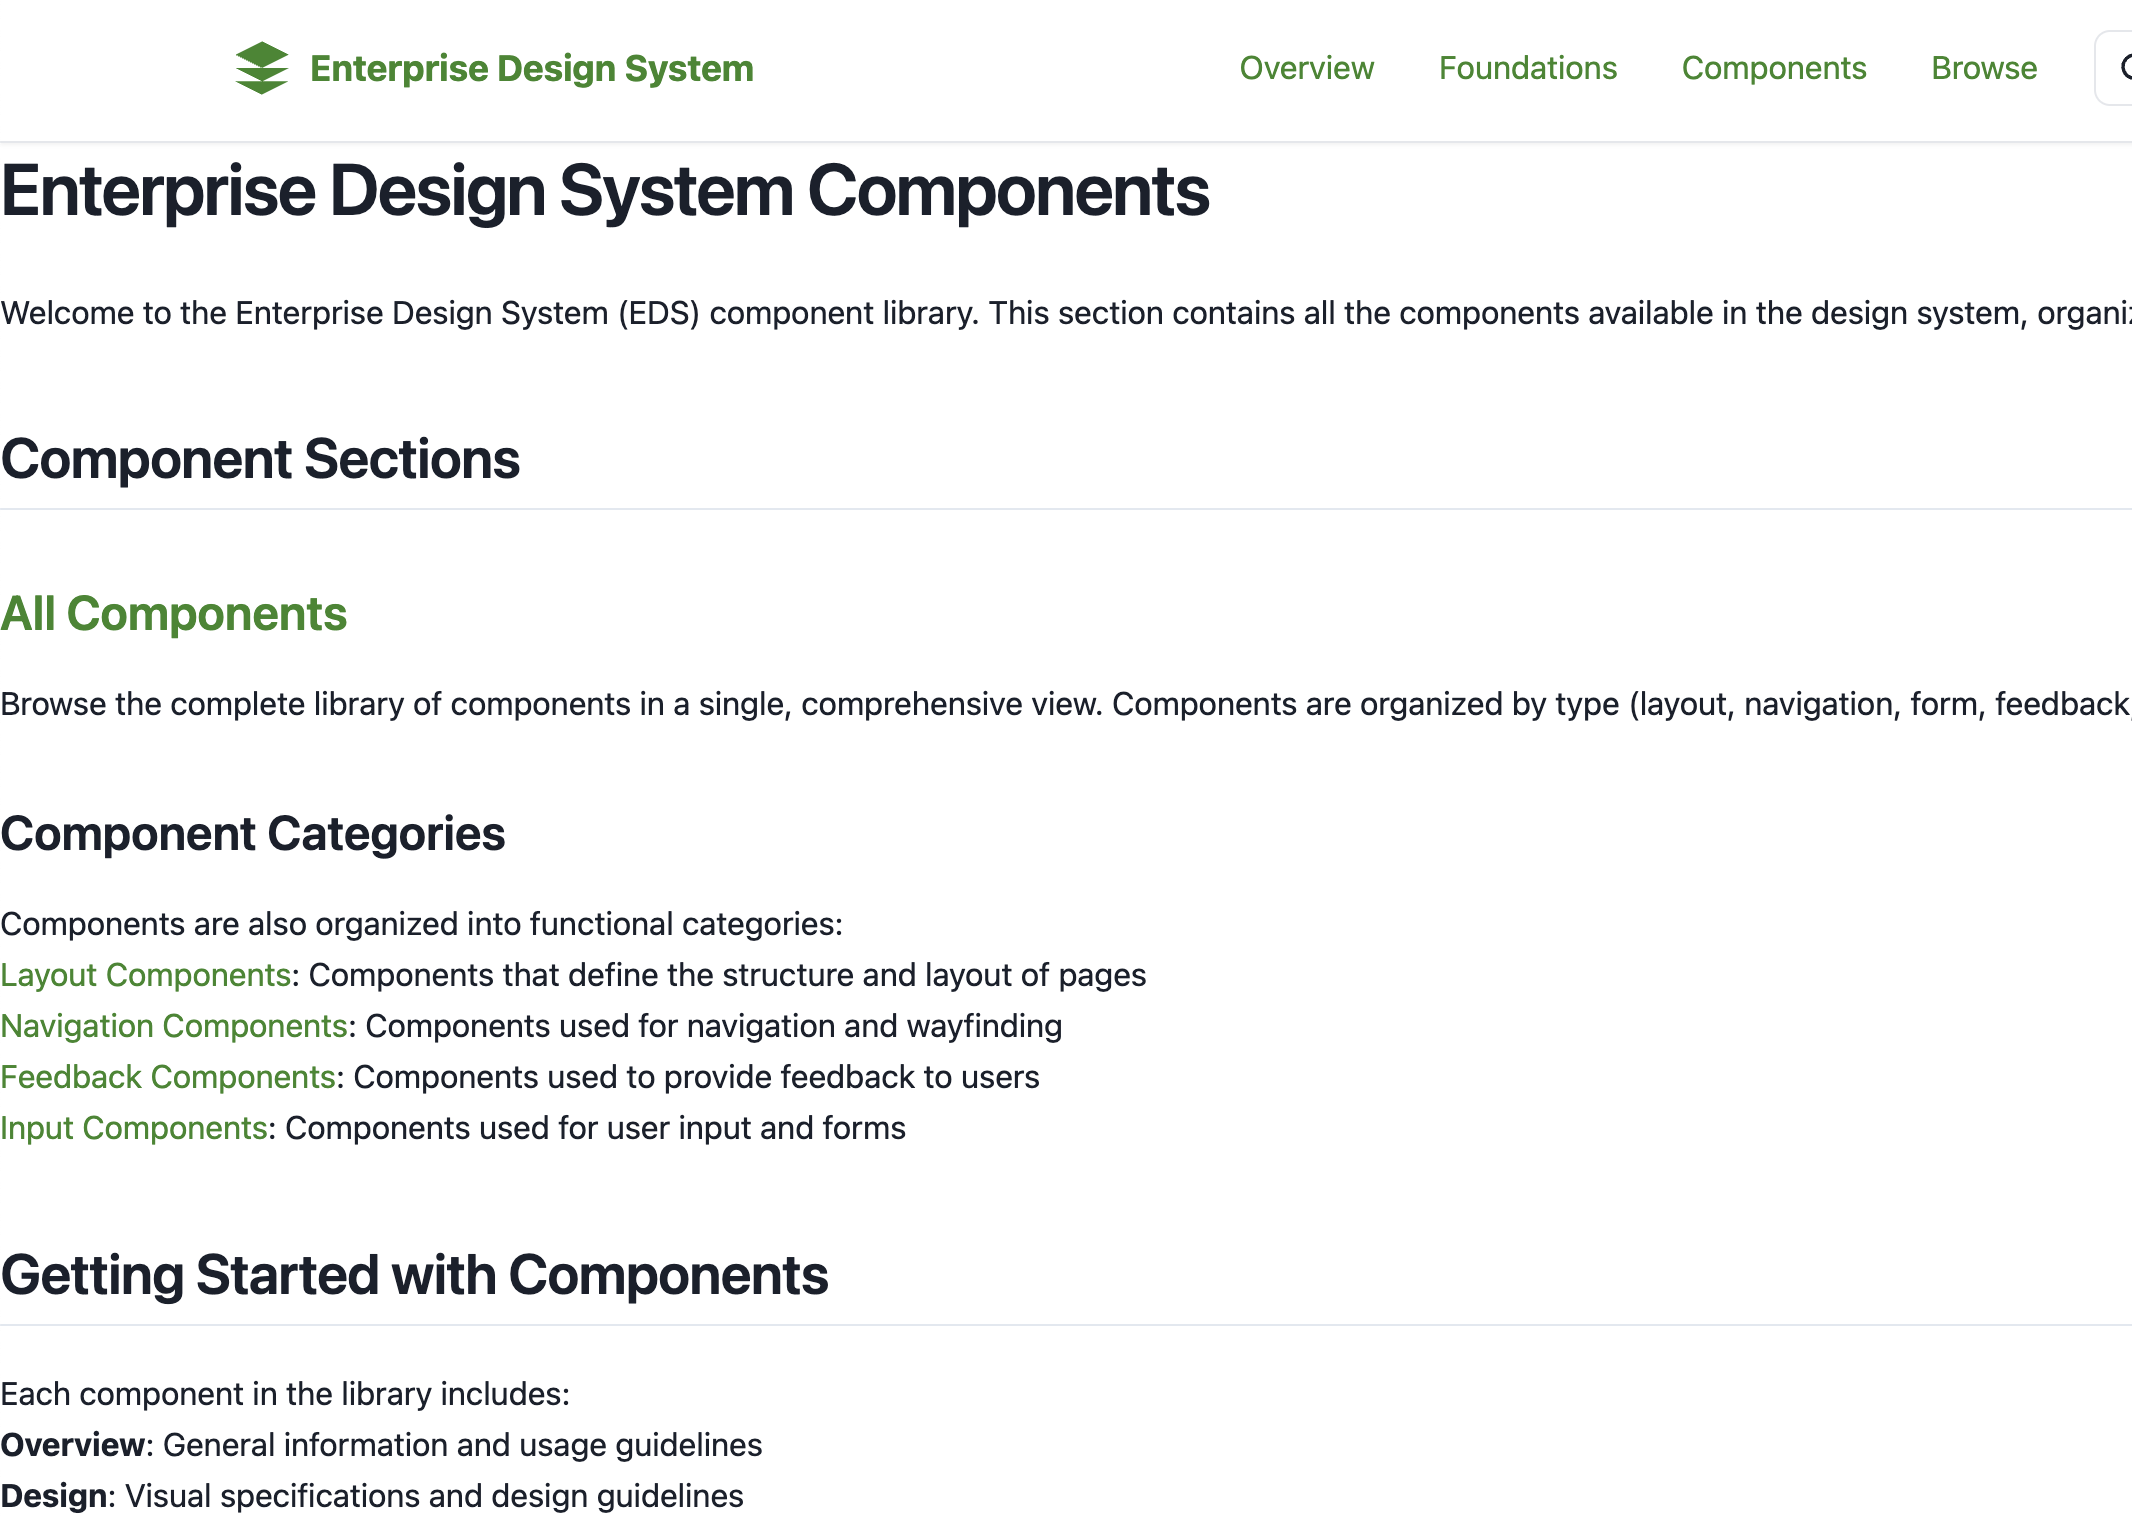 Enterprise Design System
Overview Foundations Components Browse
Enterprise Design System Components
Welcome to the Enterprise Design System (EDS) component library. This section contains all the components available in the design system,
Component Sections
All Components
Browse the complete library of components in a single, comprehensive view. Components are organized by type (layout, navigation, form, feedback,
Component Categories
Components are also organized into functional categories:
Layout Components: Components that define the structure and layout of pages
Navigation Components: Components used for navigation and wayfinding
Feedback Components: Components used to provide feedback to users
Input Components: Components used for user input and forms
Getting Started with Components
Each component in the library includes:
Overview: General information and usage guidelines
Design: Visual specifications and design guidelines